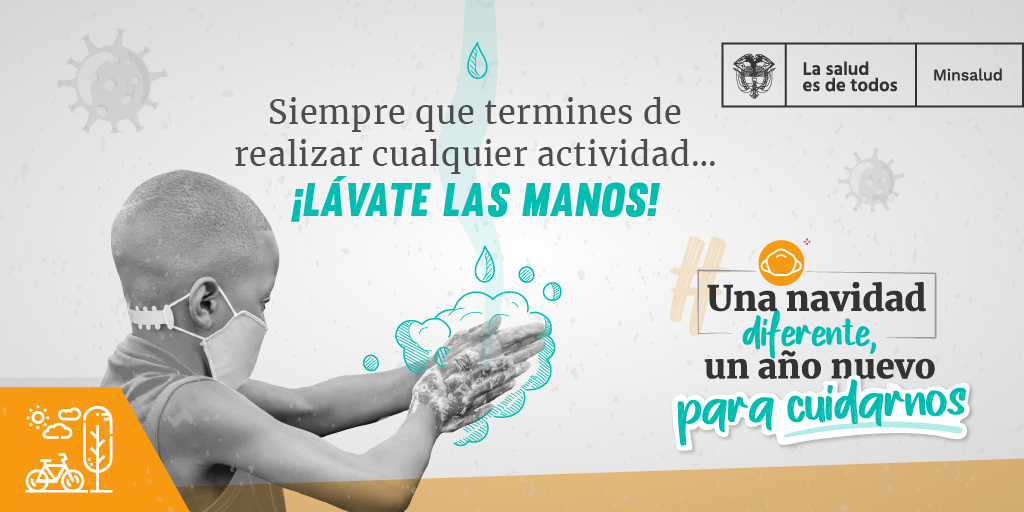 Siempre que termines de
realizar cualquier actividad...
¡LÁVATE LAS MANOS!
La salud
es de todos
Minsalud
#
Una navidad
diferente,
un año nuevo
para cuidarnos